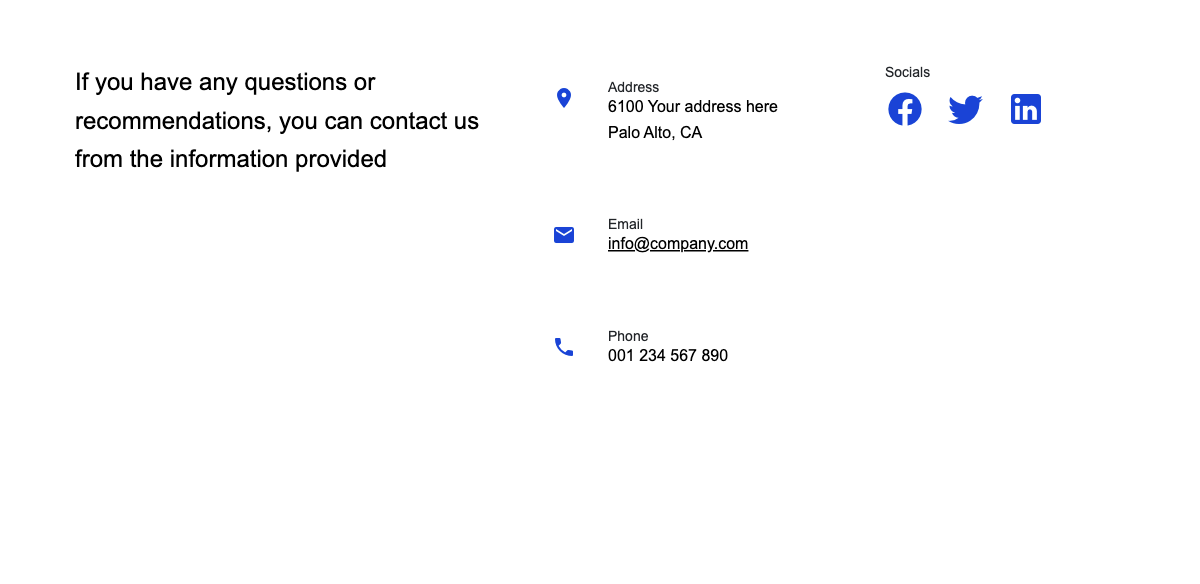 If you have any questions or
recommendations, you can contact us
from the information provided
Address
6100 Your address here
Palo Alto, CA
Email
info@company.com
Phone
001 234 567 890
Socials